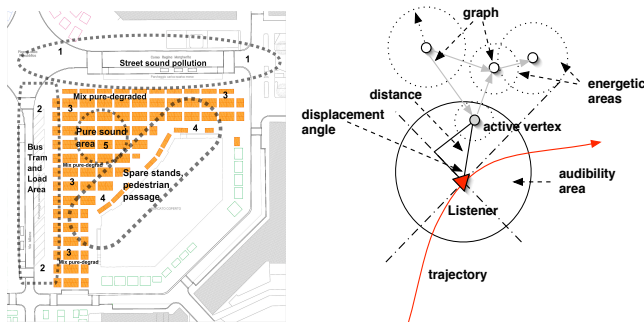 1
1
Street sound pollution
Mix pure-degraded
3
2
3
4
Pure sound
area
5
Bus
Tram
and
Load
Area
Mix pure-degrad
Spare stands,
pedestrian
passage
3
4
3
Mix pure-degrad
2
graph
energetic
areas
distance
displacement
angle
active vertex
audibility
area
Listener
trajectory